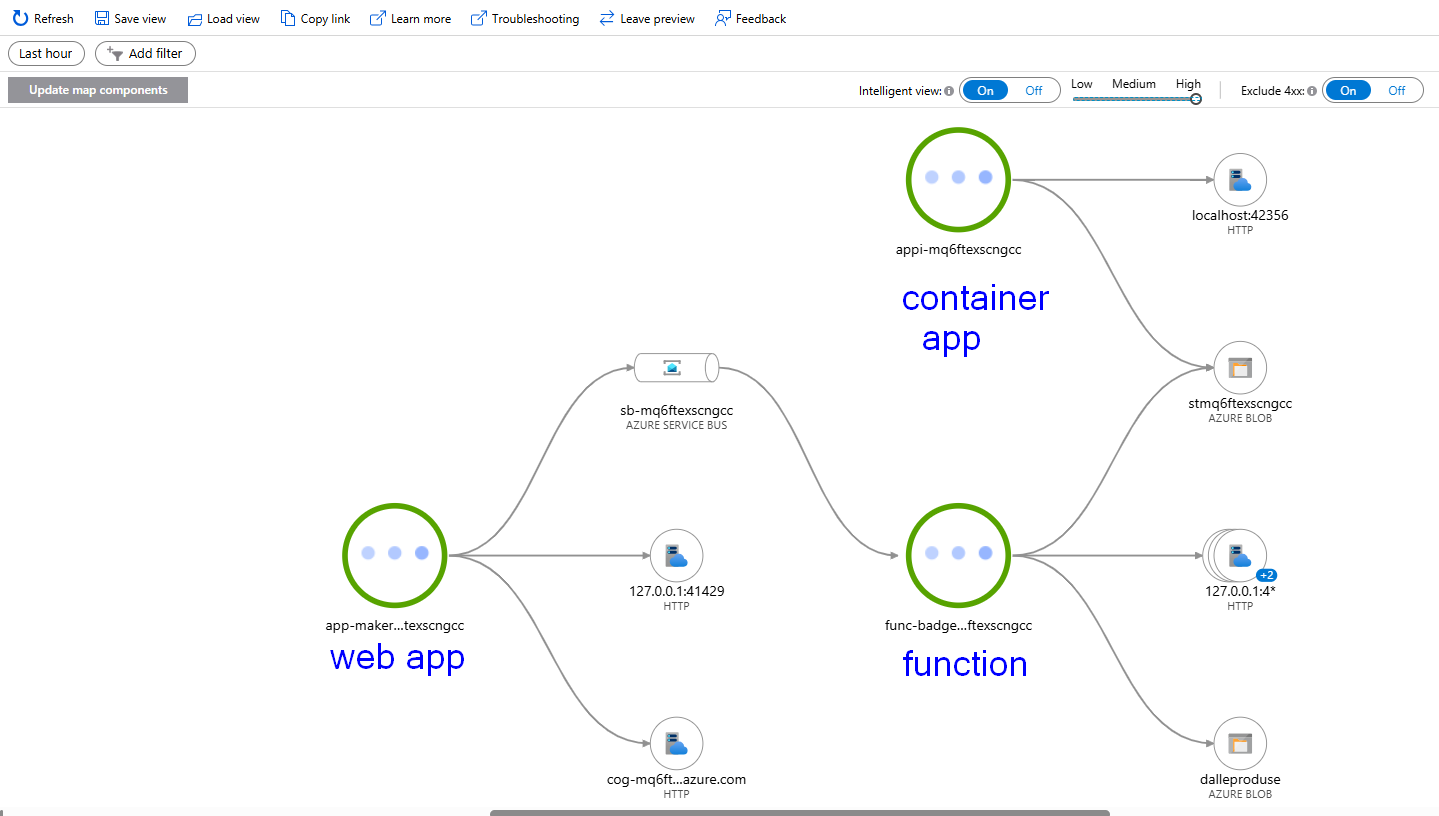 Refresh Save view Load view Copy link Learn more Troubleshooting Leave preview Feedback
Last hour Add filter
Update map components Intelligent view: On Off Low Medium High Exclude 4xx: On Off
appi-mq6ftexscngcc
container
app
localhost:42356
HTTP
sb-mq6ftexscngcc
AZURE SERVICE BUS
stmq6ftexscngcc
AZURE BLOB
app-maker...texscngcc
web app
127.0.0.1:41429
HTTP
func-badge...ftexscngcc
function
+2
127.0.0.1:4*
HTTP
cog-mq6ft...azure.com
HTTP
dalleproduse
AZURE BLOB